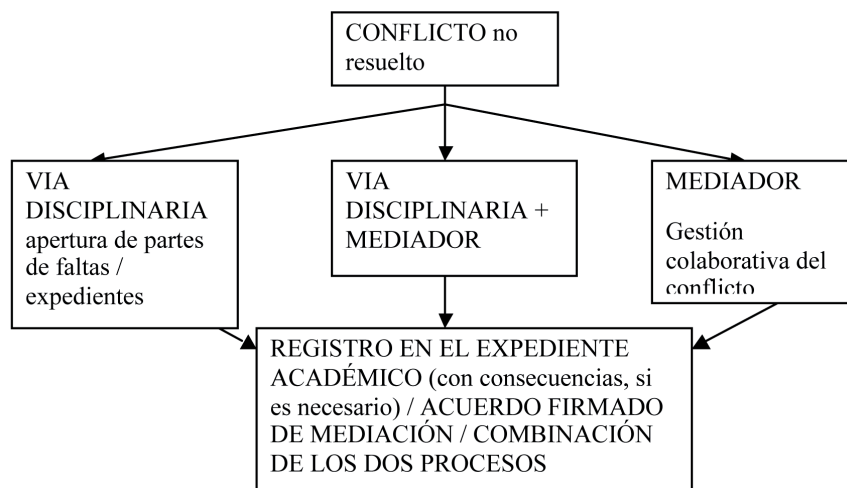 CONFLICTO no
resuelto
VIA
DISCIPLINARIA
apertura de partes
de faltas /
expedientes
VIA
DISCIPLINARIA +
MEDIADOR
MEDIADOR
Gestión
colaborativa del
conflicto
REGISTRO EN EL EXPEDIENTE
ACADÉMICO (con consecuencias, si
es necesario) / ACUERDO FIRMADO
DE MEDIACIÓN / COMBINACIÓN
DE LOS DOS PROCESOS